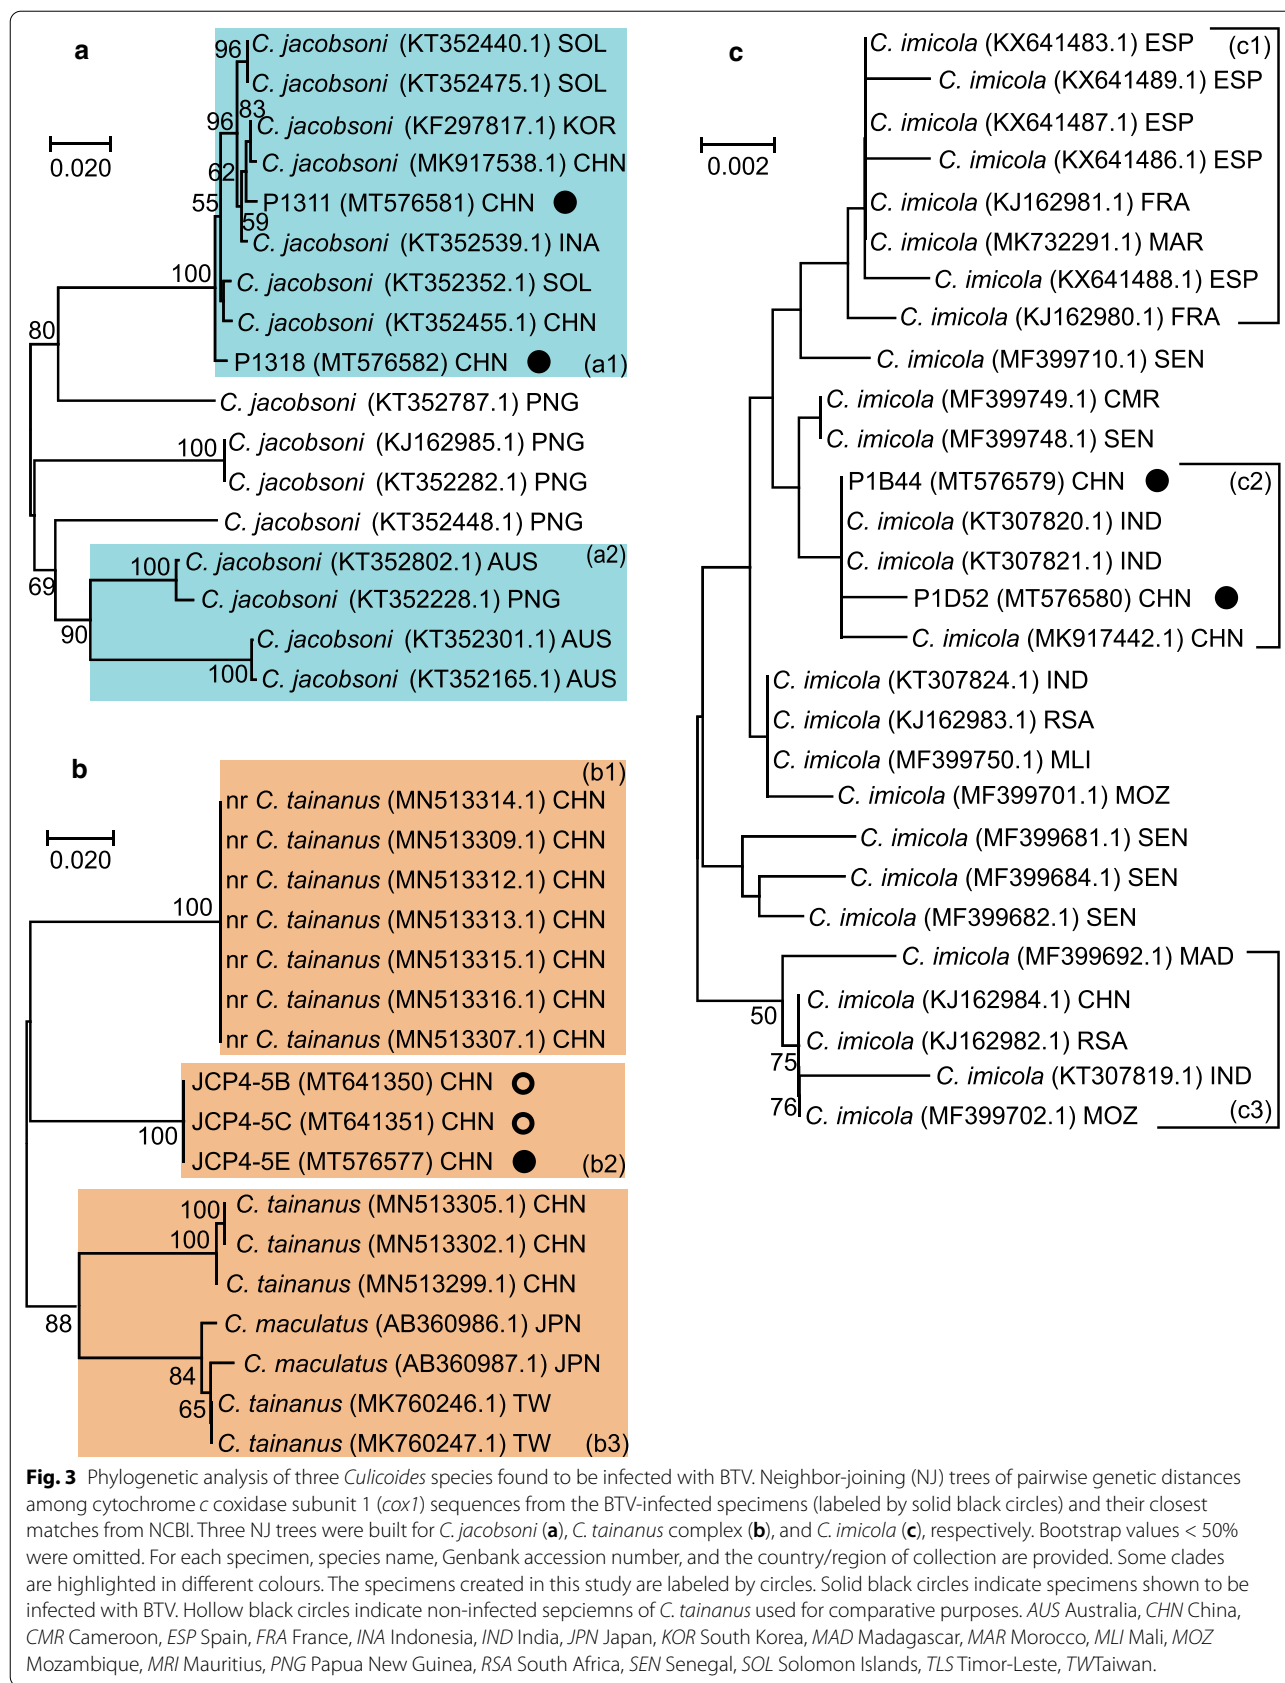 a
0.020
96
C. jacobsoni (KT352440.1) SOL
C. jacobsoni (KT352475.1) SOL
83
96
C. jacobsoni (KF297817.1) KOR
C. jacobsoni (MK917538.1) CHN
62
P1311 (MT576581) CHN
55
59
C. jacobsoni (KT352539.1) INA
100
C. jacobsoni (KT352352.1) SOL
C. jacobsoni (KT352455.1) CHN
80
P1318 (MT576582) CHN
(a1)
C. jacobsoni (KT352787.1) PNG
100
C. jacobsoni (KJ162985.1) PNG
C. jacobsoni (KT352282.1) PNG
C. jacobsoni (KT352448.1) PNG
(a2)
100
C. jacobsoni (KT352802.1) AUS
69
C. jacobsoni (KT352228.1) PNG
90
C. jacobsoni (KT352301.1) AUS
100
C. jacobsoni (KT352165.1) AUS
b
0.020
(b1)
nr C. tainanus (MN513314.1) CHN
nr C. tainanus (MN513309.1) CHN
nr C. tainanus (MN513312.1) CHN
100
nr C. tainanus (MN513313.1) CHN
nr C. tainanus (MN513315.1) CHN
nr C. tainanus (MN513316.1) CHN
nr C. tainanus (MN513307.1) CHN
JCP4-5B (MT641350) CHN
JCP4-5C (MT641351) CHN
100
JCP4-5E (MT576577) CHN
(b2)
100
C. tainanus (MN513305.1) CHN
100
C. tainanus (MN513302.1) CHN
C. tainanus (MN513299.1) CHN
88
C. maculatus (AB360986.1) JPN
C. maculatus (AB360987.1) JPN
84
65
C. tainanus (MK760246.1) TW
C. tainanus (MK760247.1) TW
(b3)
c
0.002
C. imicola (KX641483.1) ESP
(c1)
C. imicola (KX641489.1) ESP
C. imicola (KX641487.1) ESP
C. imicola (KX641486.1) ESP
C. imicola (KJ162981.1) FRA
C. imicola (MK732291.1) MAR
C. imicola (KX641488.1) ESP
C. imicola (KJ162980.1) FRA
C. imicola (MF399710.1) SEN
C. imicola (MF399749.1) CMR
C. imicola (MF399748.1) SEN
P1B44 (MT576579) CHN
(c2)
C. imicola (KT307820.1) IND
C. imicola (KT307821.1) IND
P1D52 (MT576580) CHN
C. imicola (MK917442.1) CHN
C. imicola (KT307824.1) IND
C. imicola (KJ162983.1) RSA
C. imicola (MF399750.1) MLI
C. imicola (MF399701.1) MOZ
C. imicola (MF399681.1) SEN
C. imicola (MF399684.1) SEN
C. imicola (MF399682.1) SEN
C. imicola (MF399692.1) MAD
50
C. imicola (KJ162984.1) CHN
C. imicola (KJ162982.1) RSA
75
C. imicola (KT307819.1) IND
76
C. imicola (MF399702.1) MOZ
(c3)
Fig. 3 Phylogenetic analysis of three Culicoides species found to be infected with BTV. Neighbor-joining (NJ) trees of pairwise genetic distances
among cytochrome c coxidase subunit 1 (cox1) sequences from the BTV-infected specimens (labeled by solid black circles) and their closest
matches from NCBI. Three NJ trees were built for C. jacobsoni (a), C. tainanus complex (b), and C. imicola (c), respectively. Bootstrap values < 50%
were omitted. For each specimen, species name, Genbank accession number, and the country/region of collection are provided. Some clades
are highlighted in different colours. The specimens created in this study are labeled by circles. Solid black circles indicate specimens shown to be
infected with BTV. Hollow black circles indicate non-infected sepciemns of C. tainanus used for comparative purposes. AUS Australia, CHN China,
CMR Cameroon, ESP Spain, FRA France, INA Indonesia, IND India, JPN Japan, KOR South Korea, MAD Madagascar, MAR Morocco, MLI Mali, MOZ
Mozambique, MRI Mauritius, PNG Papua New Guinea, RSA South Africa, SEN Senegal, SOL Solomon Islands, TLS Timor-Leste, TWTaiwan.